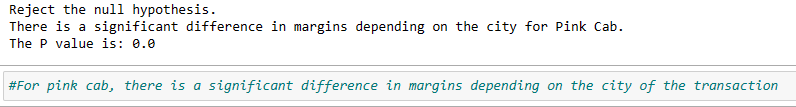 Reject the null hypothesis.
There is a significant difference in margins depending on the city for Pink Cab.
The P value is: 0.0
#For pink cab, there is a significant difference in margins depending on the city of the transaction